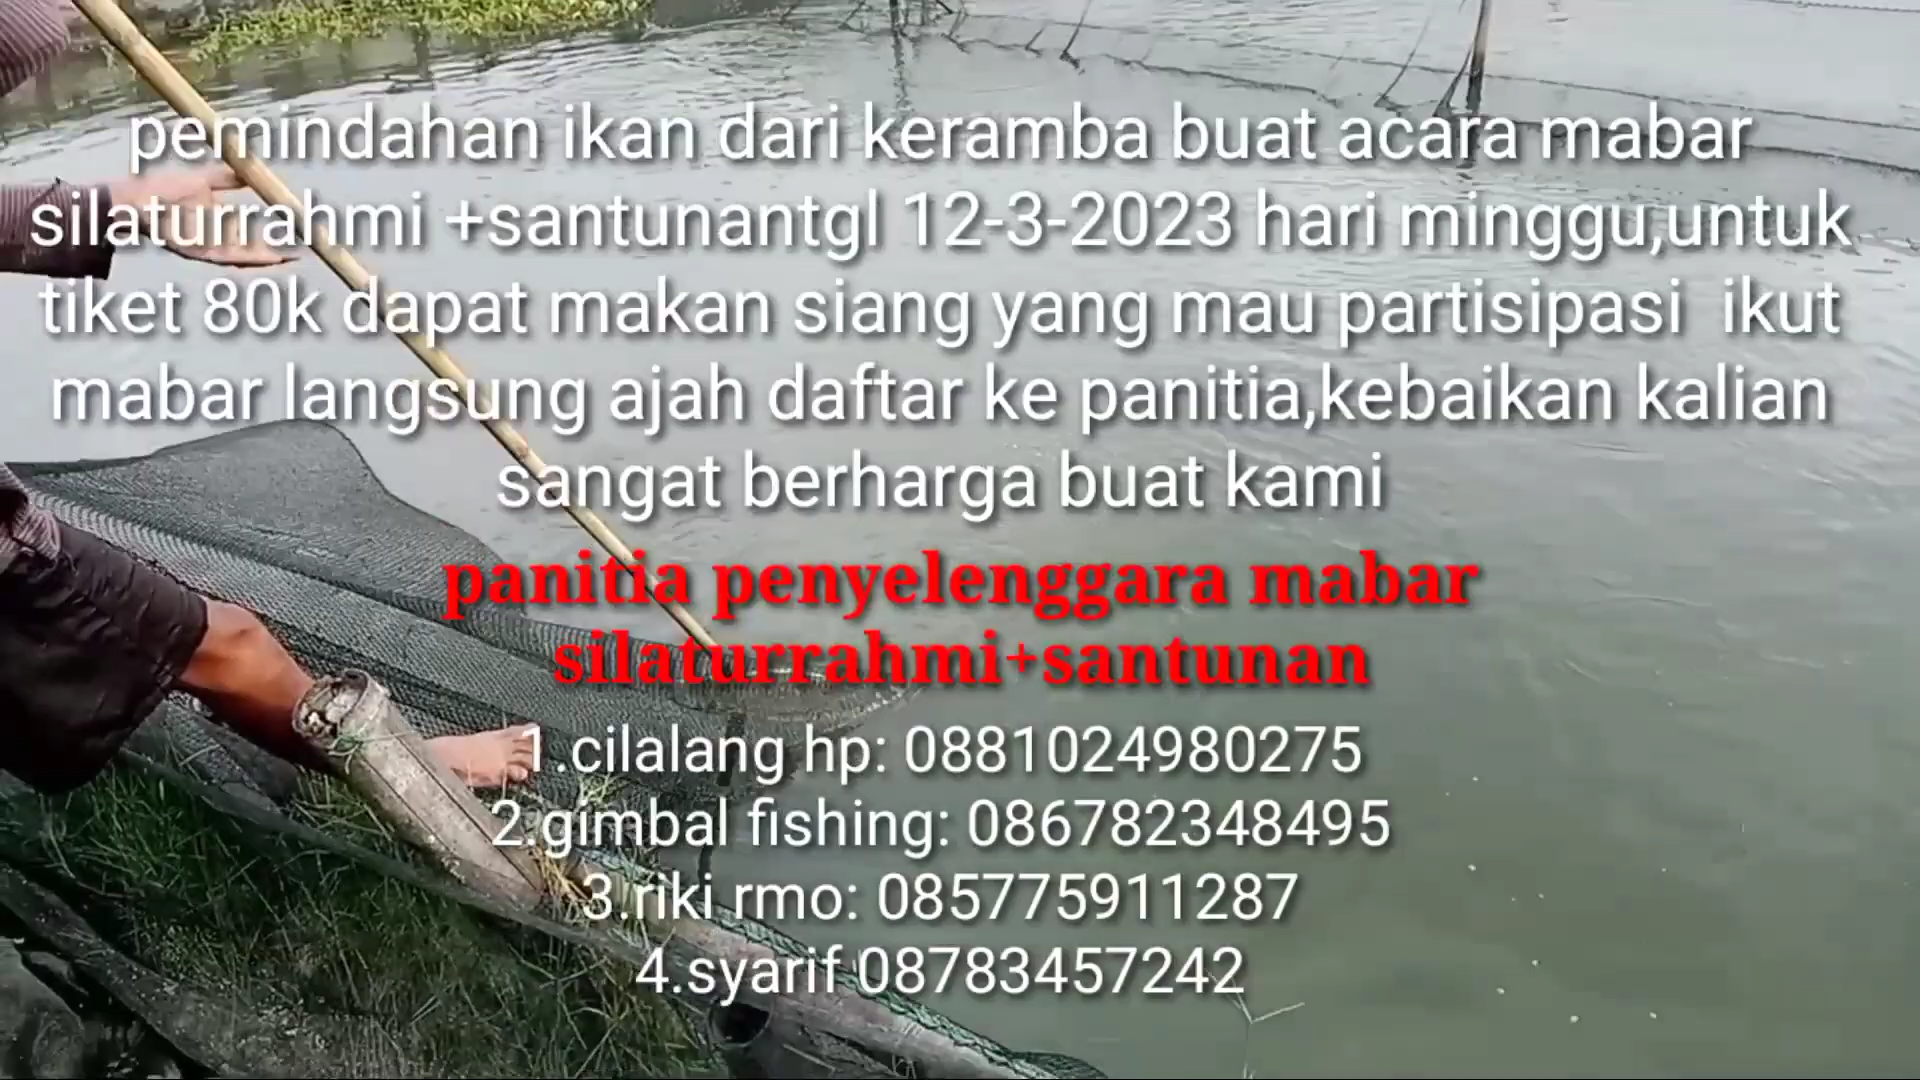 pemindahan ikan dari keramba buat acara mabar
silaturrahmi +santunantgl 12-3-2023 hari minggu,untuk
tiket 80k dapat makan siang yang mau partisipasi  ikut
mabar langsung ajah daftar ke panitia,kebaikan kalian
sangat berharga buat kami
panitia penyelenggara mabar
silaturrahmi+santunan
1.cilalang hp: 0881024980275
2.gimbal fishing: 086782348495
3.riki rmo: 085775911287
4.syarif 08783457242